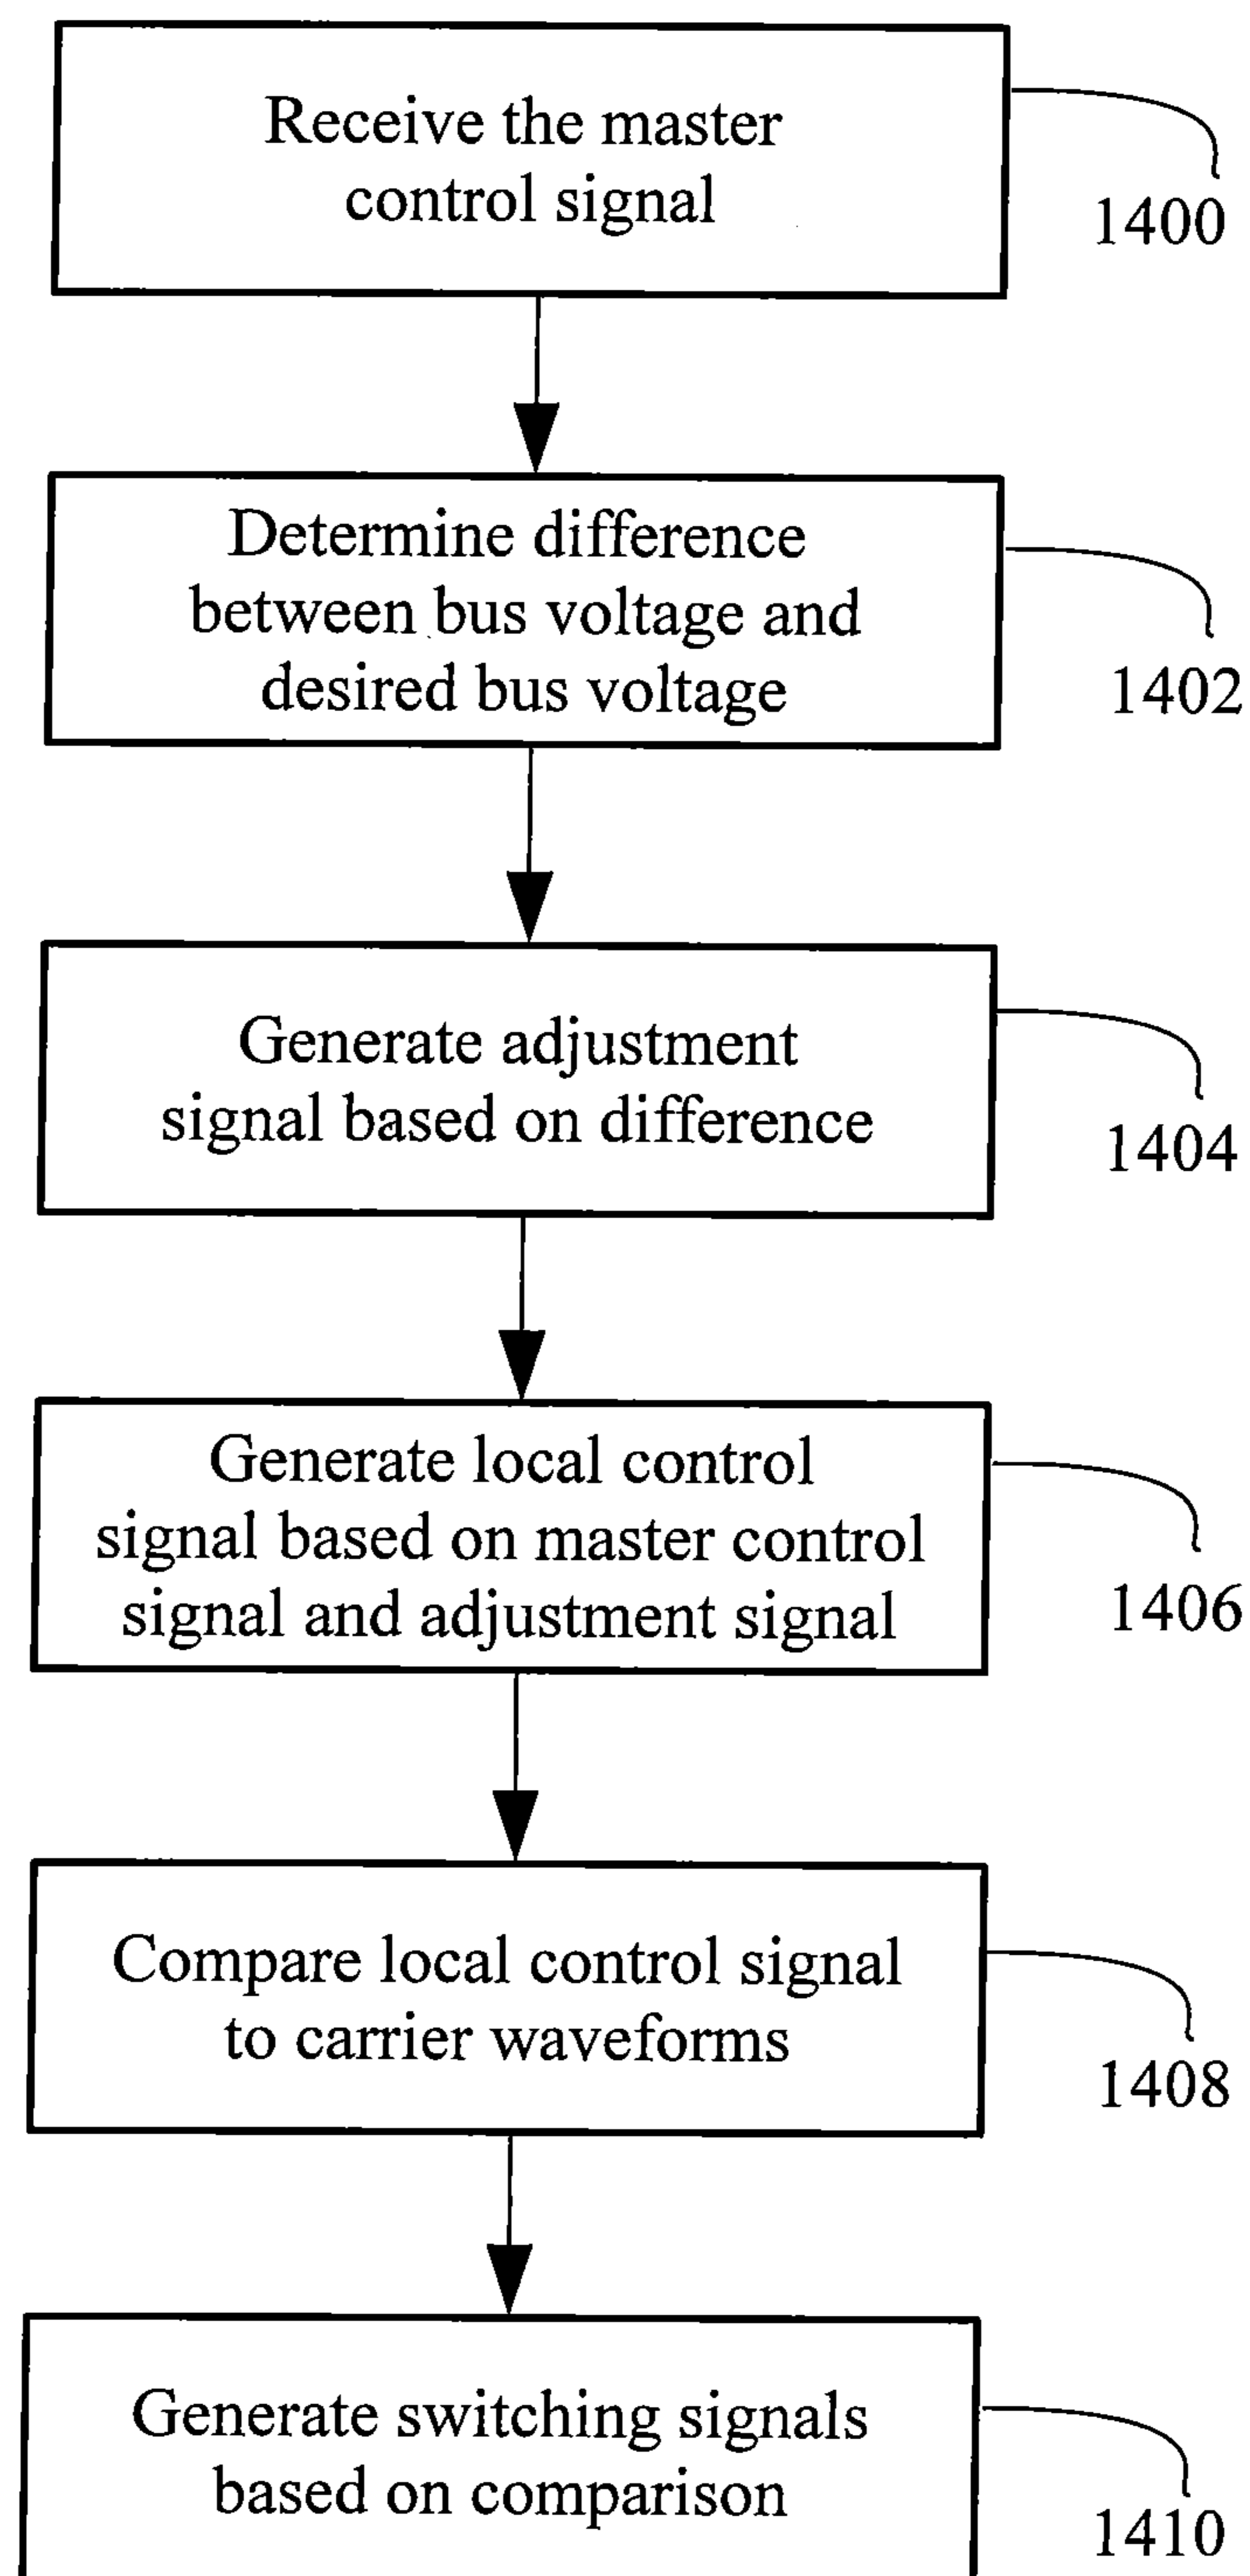 Receive the master
control signal
1400
Determine difference
between bus voltage and
desired bus voltage
1402
Generate adjustment
signal based on difference
1404
Generate local control
signal based on master control
signal and adjustment signal
1406
Compare local control signal
to carrier waveforms
1408
Generate switching signals
based on comparison
1410